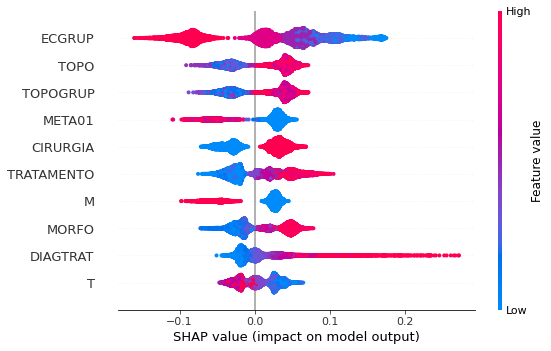 High
ECGRUP
TOPO
TOPOGRUP
META01
CIRURGIA
TRATAMENTO
M
MORFO
DIAGTRAT
T
Feature value
Low
−0.1 0.0 0.1 0.2
SHAP value (impact on model output)